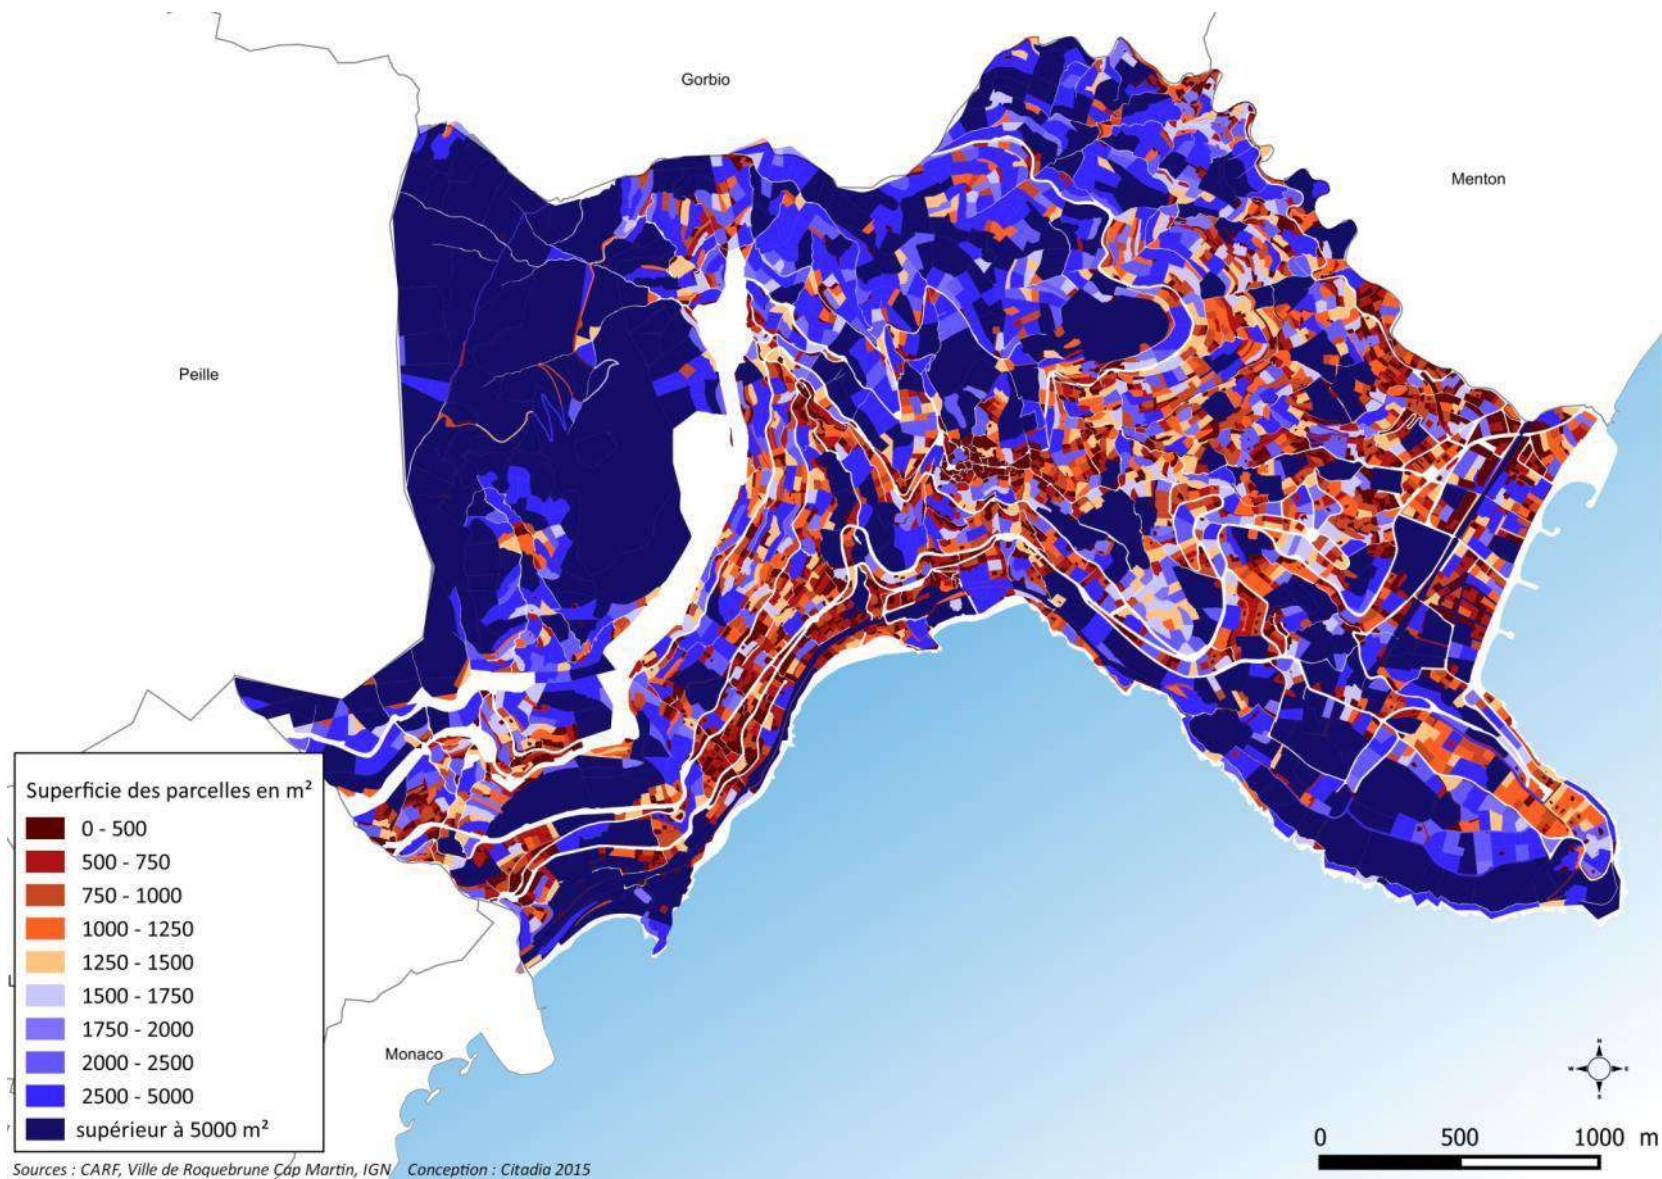 Gorbio
Menton
Peille
Superficie des parcelles en m²
0 - 500
500 - 750
750 - 1000
1000 - 1250
1250 - 1500
1500 - 1750
1750 - 2000
2000 - 2500
2500 - 5000
supérieur à 5000 m²
Monaco
N
W E
S
0 500 1000 m
Sources : CARF, Ville de Roquebrune Cap Martin, IGN Conception : Citadia 2015